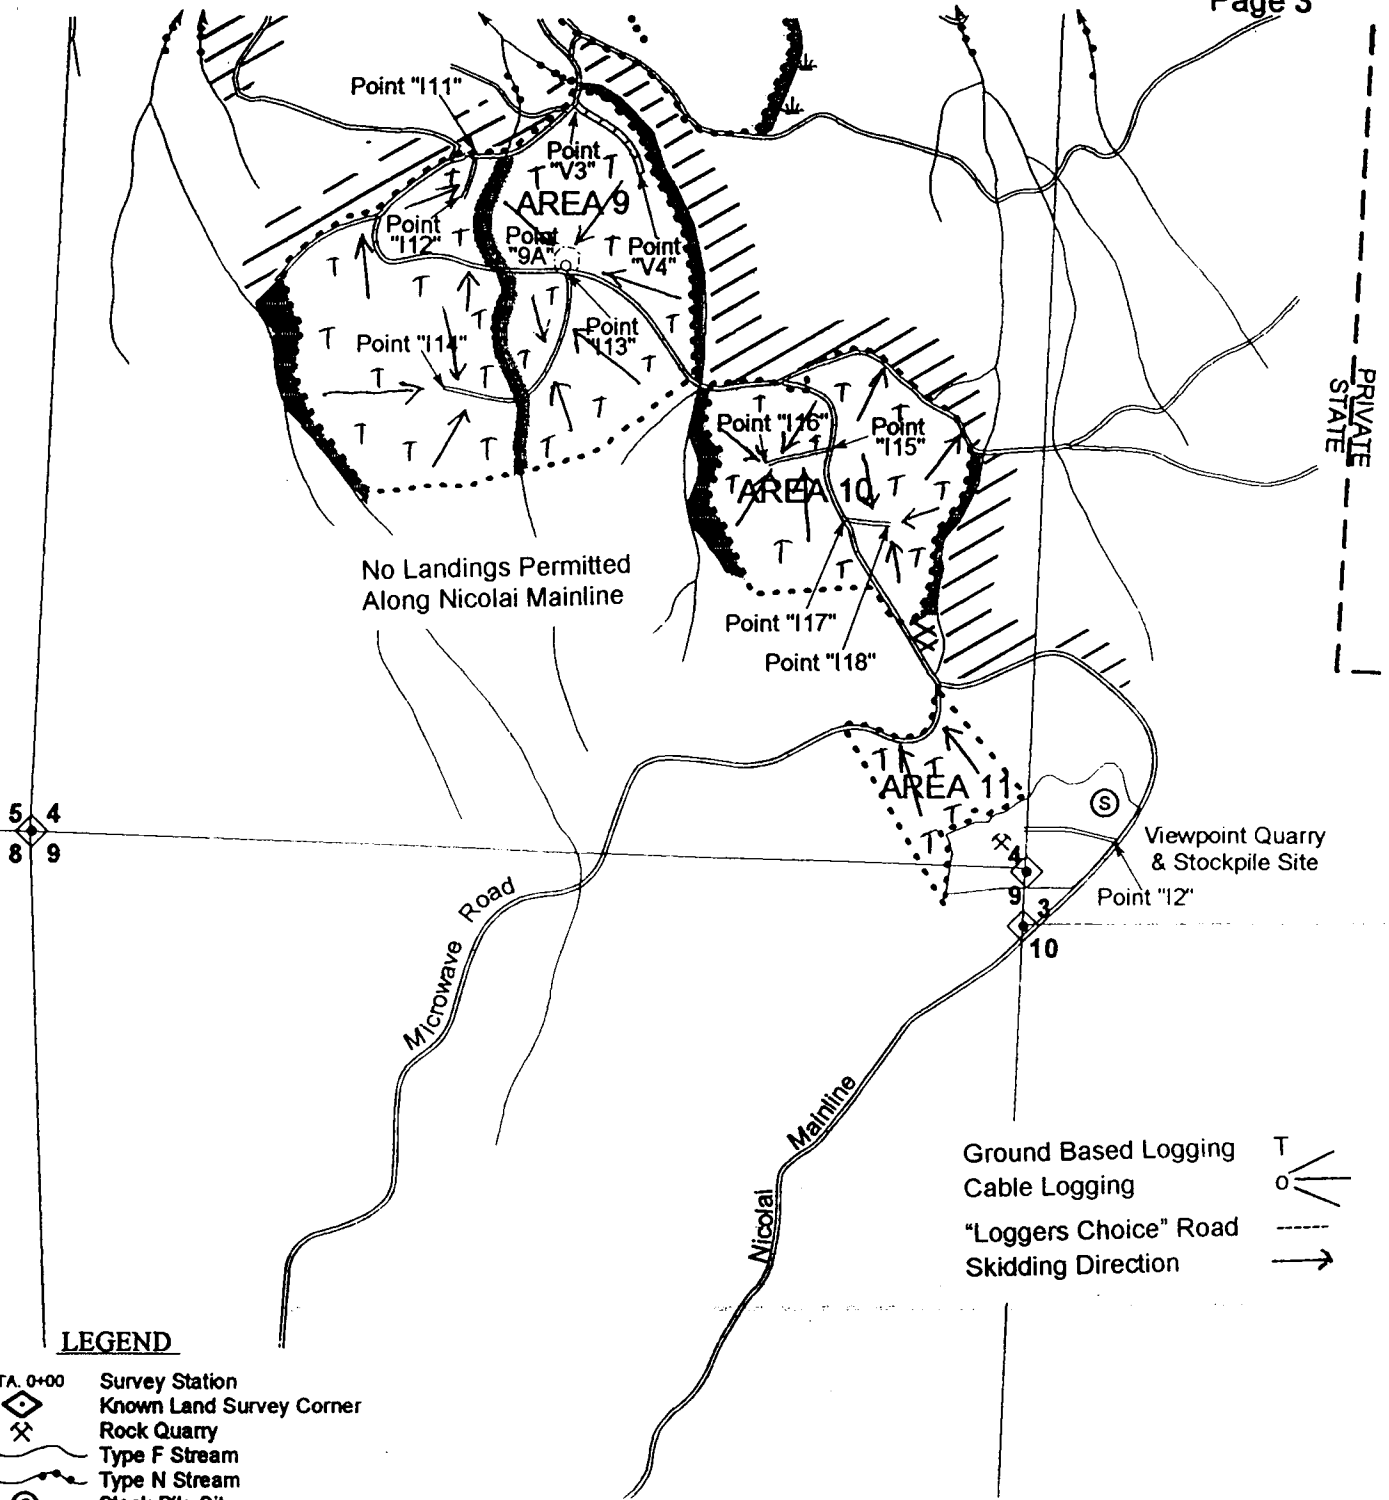 Page 3
Point "I11"
Point
"V3"
AREA 9
Point
"I12"
Point
"9A"
Point
"V4"
Point
"I13"
Point "I14"
Point "I16"
Point
"I15"
AREA 10
PRIVATE
STATE
No Landings Permitted
Along Nicolai Mainline
Point "I17"
Point "I18"
AREA 11
S
5 4
8 9
Viewpoint Quarry
& Stockpile Site
4
9
3
10
Point "I2"
Microwave Road
Nicolai Mainline
Ground Based Logging T
Cable Logging o
"Loggers Choice" Road
Skidding Direction
LEGEND
TA. 0+00 Survey Station
Known Land Survey Corner
Rock Quarry
Type F Stream
Type N Stream